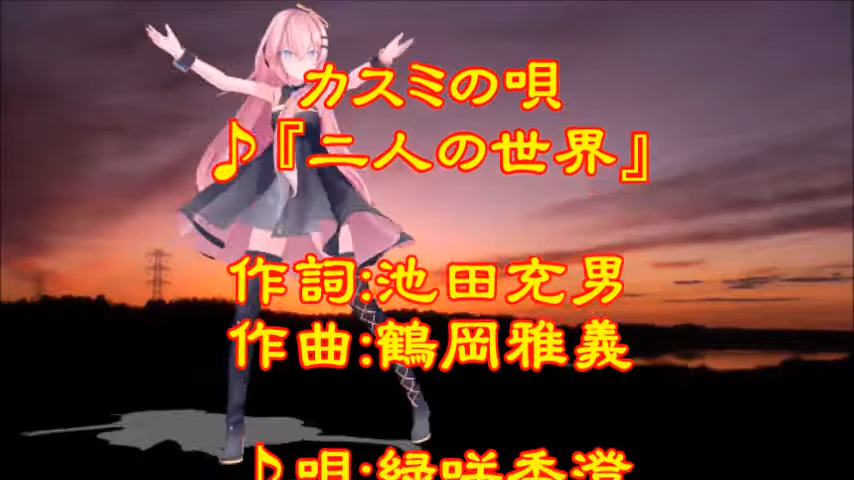 カスミの唄
♪『二人の世界』
作詞:池田充男
作曲:鶴岡雅義
♪唄:緑咲香澄